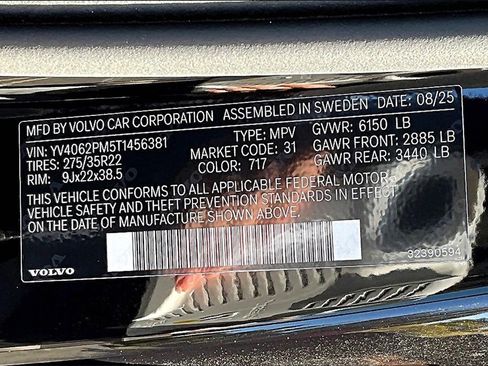 MFD BY VOLVO CAR CORPORATION ASSEMBLED IN SWEDEN DATE: 08/25
VIN: YV4062PM5T1456381 TYPE: MPV GVWR: 6150 LB
TIRES: 275/35R22 MARKET CODE: 31 GAWR FRONT: 2885 LB
RIM: 9Jx22x38.5 COLOR: 717 GAWR REAR: 3440 LB
THIS VEHICLE CONFORMS TO ALL APPLICABLE FEDERAL MOTOR
VEHICLE SAFETY AND THEFT PREVENTION STANDARDS IN EFFECT
ON THE DATE OF MANUFACTURE SHOWN ABOVE.
VOLVO 32390594